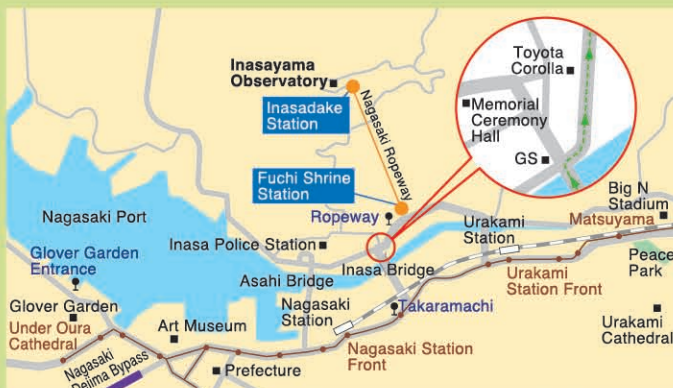 Inasayama
Observatory
Inasadake
Station
Nagasaki Ropeway
Fuchi Shrine
Station
Ropeway
Toyota
Corolla
Memorial
Ceremony
Hall
GS
Nagasaki Port
Glover Garden
Entrance
Glover Garden
Under Oura
Cathedral
Nagasaki
Dejima Bypass
Art Museum
Prefecture
Inasa Police Station
Asahi Bridge
Nagasaki
Station
Inasa Bridge
Takaramachi
Nagasaki Station
Front
Urakami
Station
Urakami
Station Front
Big N
Stadium
Matsuyama
Peace
Park
Urakami
Cathedral